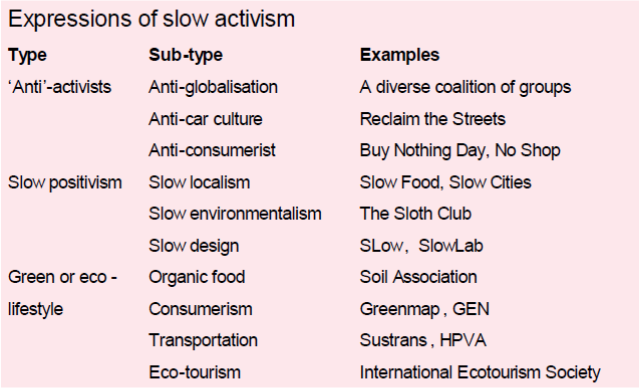 Expressions of slow activism
Type Sub-type Examples
‘Anti’-activists Anti-globalisation A diverse coalition of groups
Anti-car culture Reclaim the Streets
Anti-consumerist Buy Nothing Day, No Shop
Slow positivism Slow localism Slow Food, Slow Cities
Slow environmentalism The Sloth Club
Slow design SLow, SlowLab
Green or eco - Organic food Soil Association
lifestyle Consumerism Greenmap , GEN
Transportation Sustrans , HPVA
Eco-tourism International Ecotourism Society